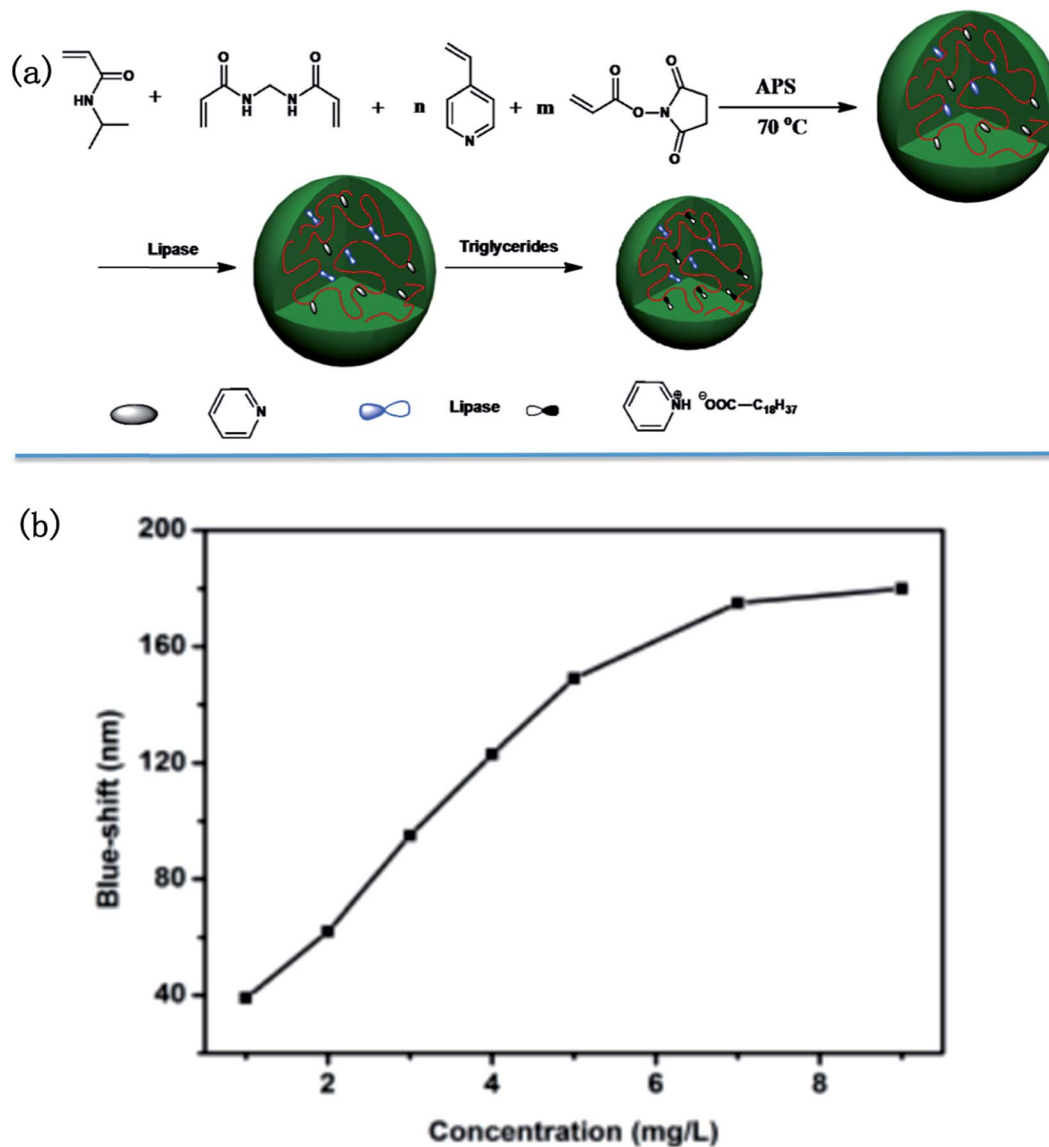 (a)
O
NH
+
O
N
H
N
H
O
+ n
N
+ m
O
O
N
O
O
APS
70 °C
Lipase
Triglycerides
N
Lipase
⊕
NH
⊖
OOC—C18H37
(b)
200
160
120
80
40
2 4 6 8
Blue-shift (nm)
Concentration (mg/L)